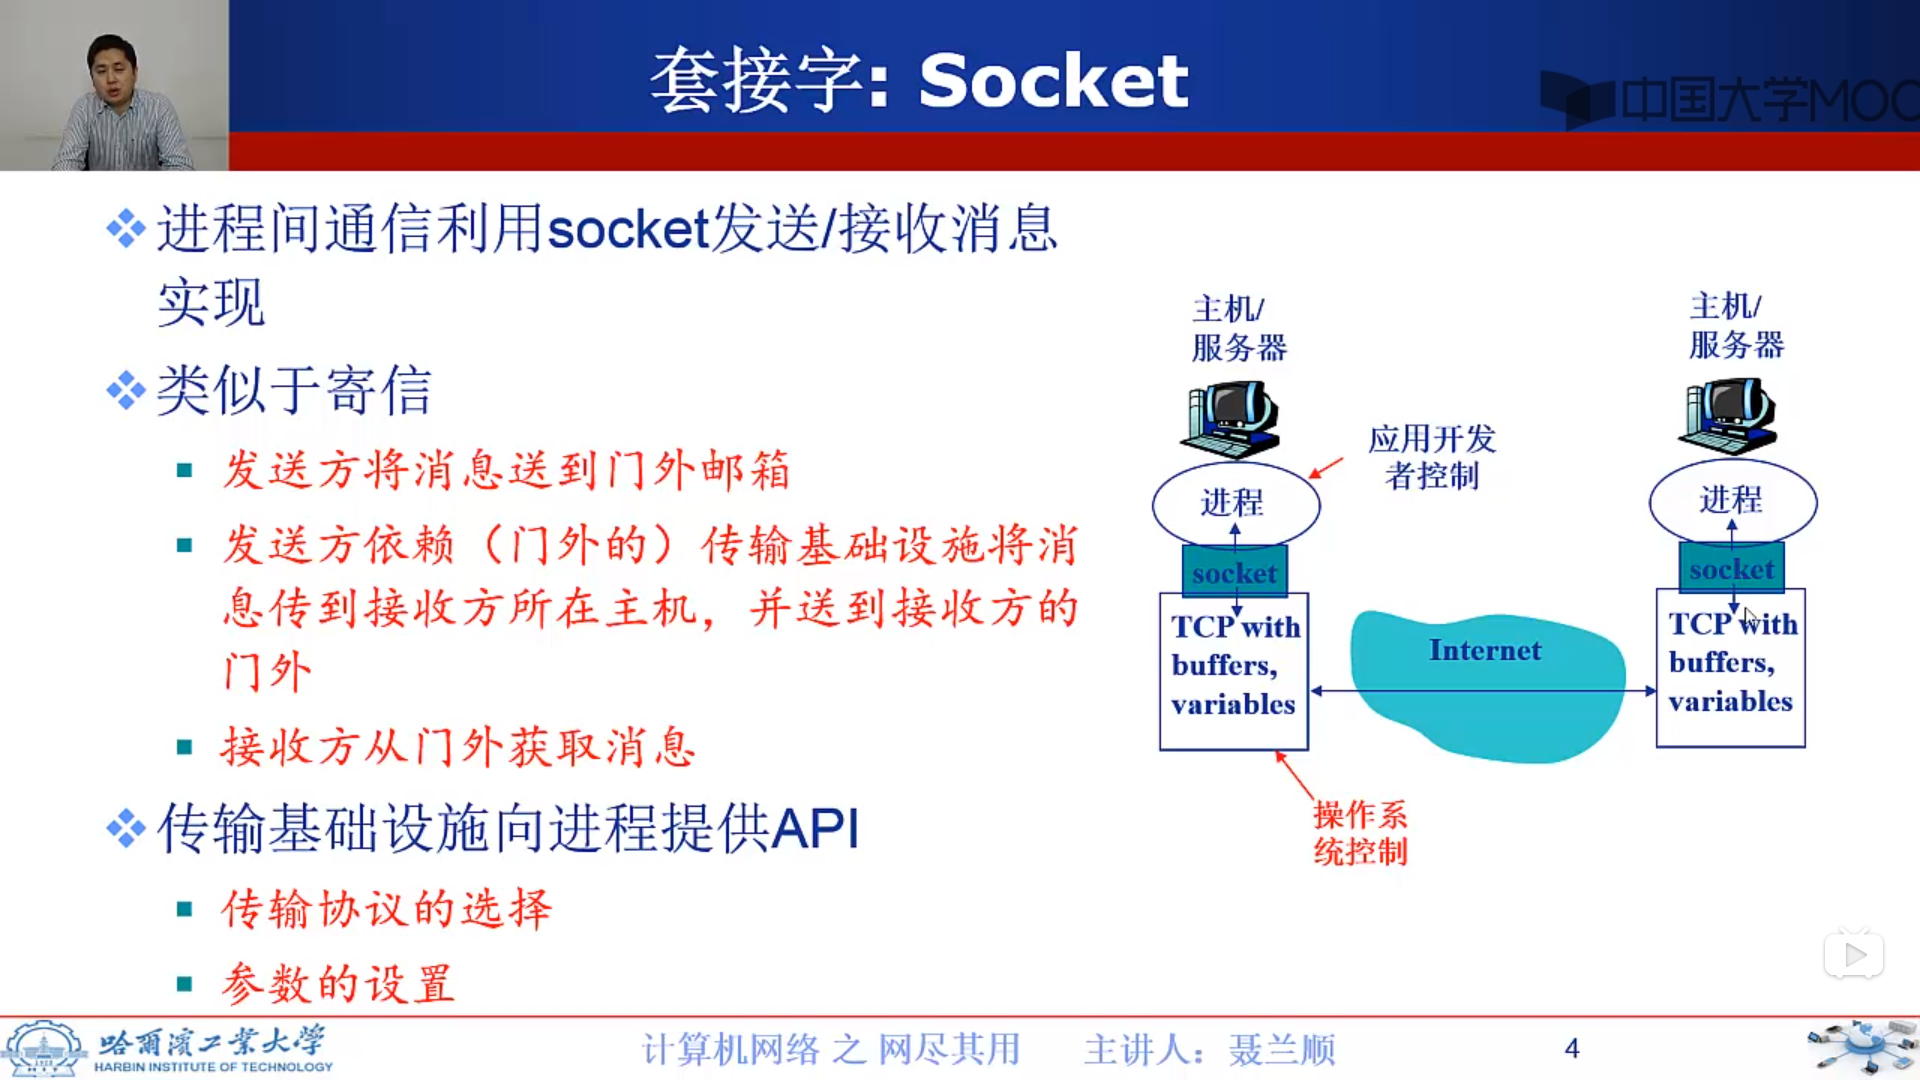 套接字: Socket
中国大学MOO
进程间通信利用socket发送/接收消息
实现
类似于寄信
发送方将消息送到门外邮箱
发送方依赖（门外的）传输基础设施将消
息传到接收方所在主机，并送到接收方的
门外
接收方从门外获取消息
传输基础设施向进程提供API
传输协议的选择
参数的设置
主机/
服务器
应用开发
者控制
进程
socket
TCP with
buffers,
variables
Internet
操作系
统控制
主机/
服务器
进程
socket
TCP with
buffers,
variables
哈尔滨工业大学
HARBIN INSTITUTE OF TECHNOLOGY
计算机网络 之 网尽其用
主讲人：聂兰顺
4